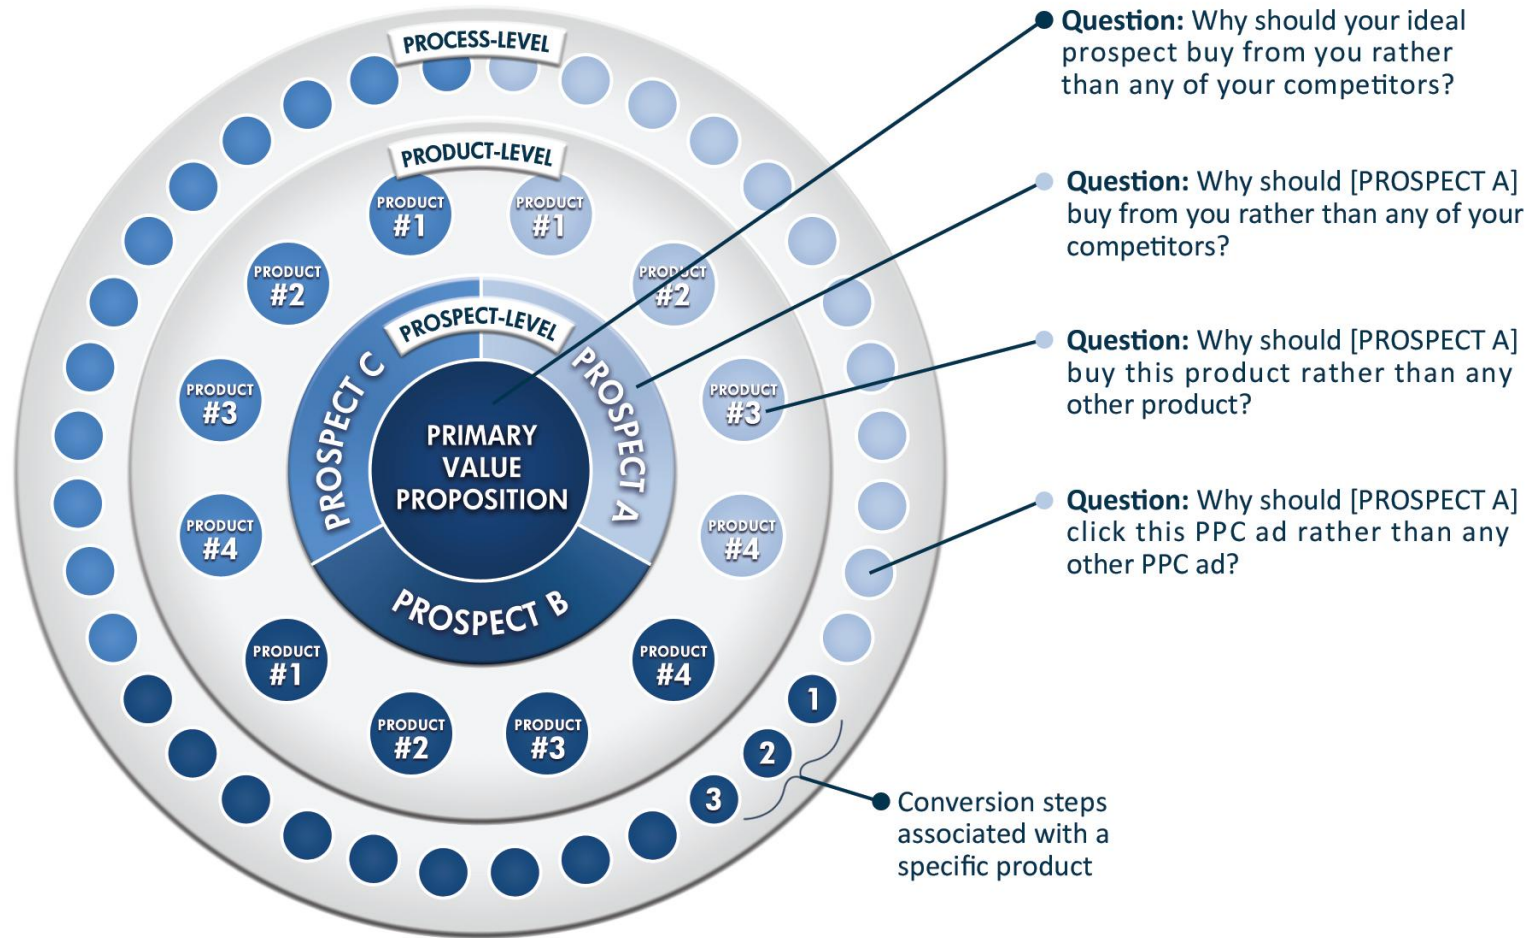 PROCESS-LEVEL
PRODUCT-LEVEL
PRODUCT
#1
PRODUCT
#1
PRODUCT
#2
PRODUCT
#2
PROSPECT-LEVEL
PROSPECT C
PROSPECT A
PRODUCT
#3
PRODUCT
#3
PRIMARY
VALUE
PROPOSITION
PRODUCT
#4
PRODUCT
#4
PROSPECT B
PRODUCT
#1
PRODUCT
#4
PRODUCT
#2
PRODUCT
#3
1
2
3
Question: Why should your ideal
prospect buy from you rather
than any of your competitors?
Question: Why should [PROSPECT A]
buy from you rather than any of your
competitors?
Question: Why should [PROSPECT A]
buy this product rather than any
other product?
Question: Why should [PROSPECT A]
click this PPC ad rather than any
other PPC ad?
Conversion steps
associated with a
specific product